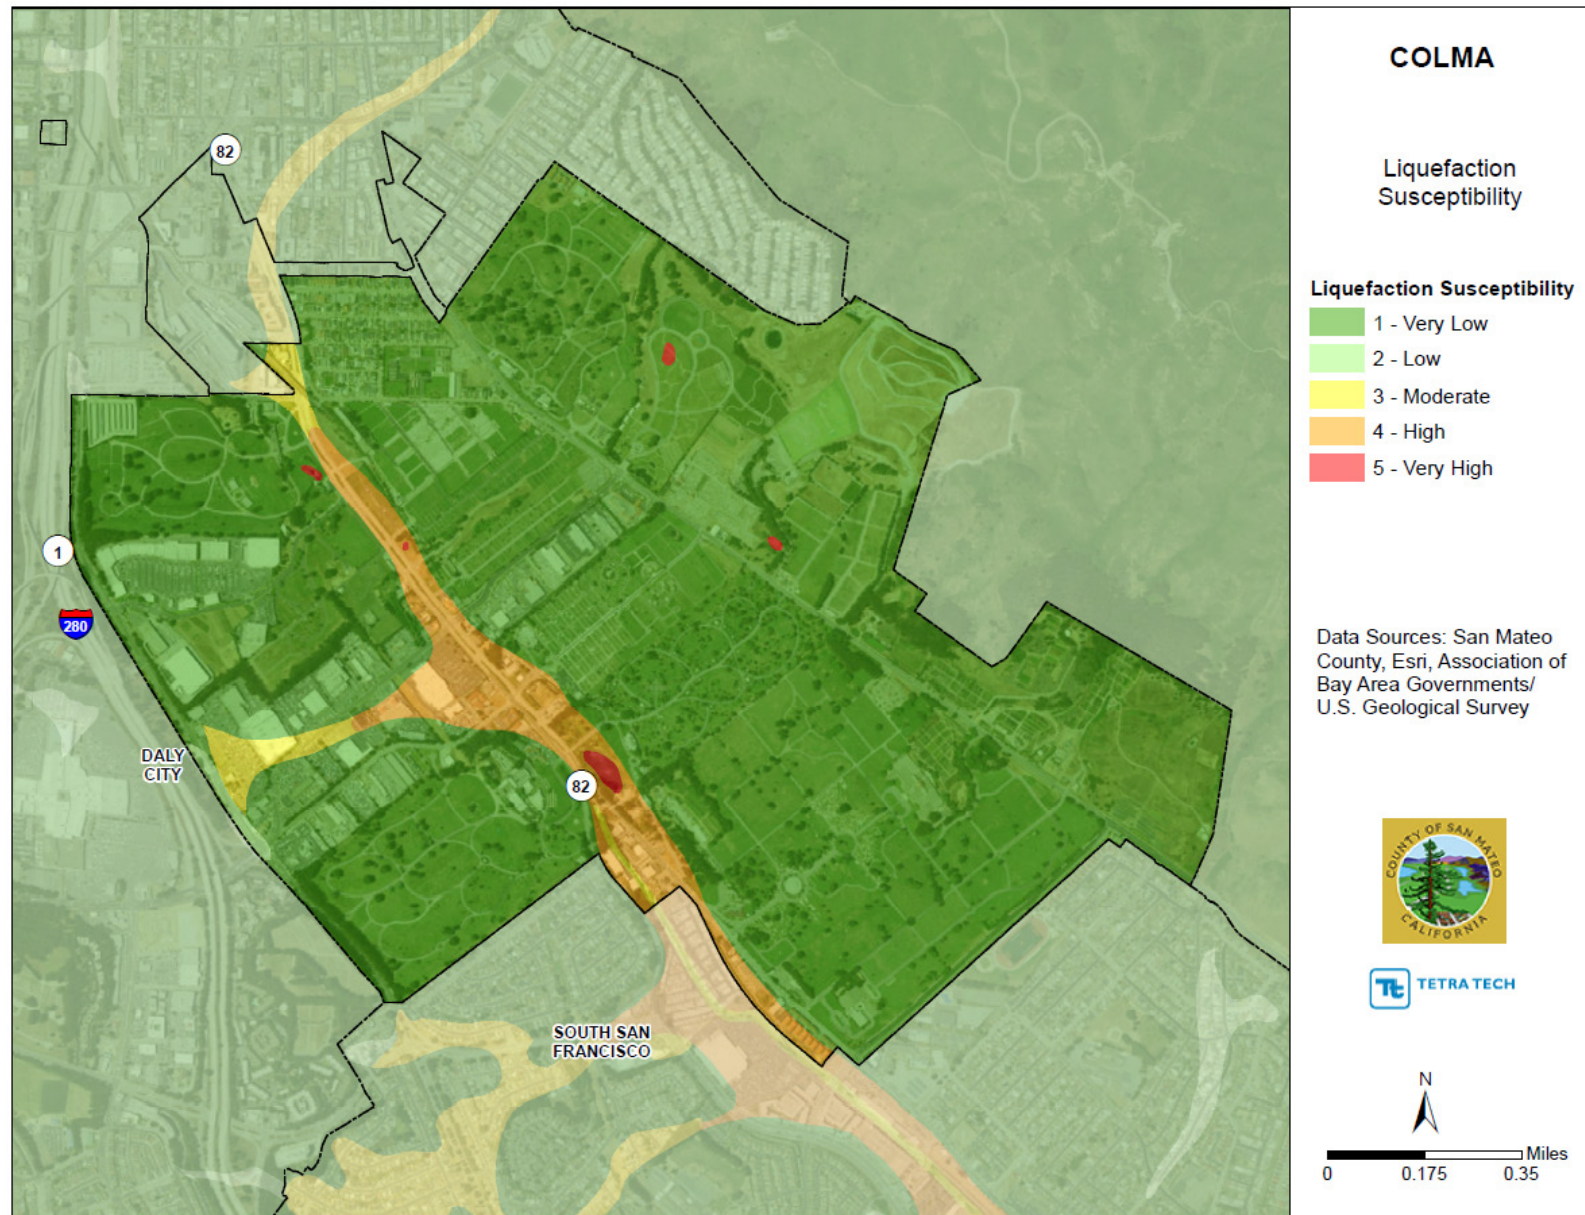 COLMA
Liquefaction
Susceptibility
Liquefaction Susceptibility
1 - Very Low
2 - Low
3 - Moderate
4 - High
5 - Very High
Data Sources: San Mateo
County, Esri, Association of
Bay Area Governments/
U.S. Geological Survey
COUNTY OF SAN MATEO
CALIFORNIA
Tt TETRA TECH
N
Miles
0 0.175 0.35
82
1
280
DALY
CITY
82
SOUTH SAN
FRANCISCO